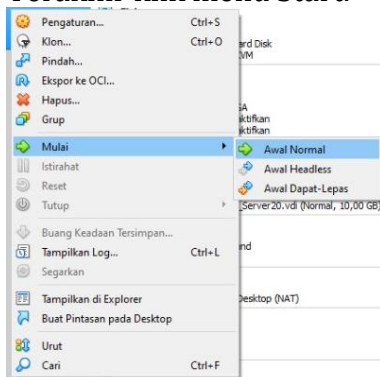 Pengaturan... Ctrl+S
Klon... Ctrl+O
Pindah...
Ekspor ke OCI...
Hapus...
Grup
Mulai
Istirahat
Reset
Tutup
Buang Keadaan Tersimpan...
Tampilkan Log... Ctrl+L
Segarkan
Tampilkan di Explorer
Buat Pintasan pada Desktop
Urut
Cari Ctrl+F
ard Disk
VM
GA
ktifkan
ktifkan
Awal Normal
Awal Headless
Awal Dapat-Lepas
_Server20.vdi (Normal, 10,00 GB)
nd
Desktop (NAT)